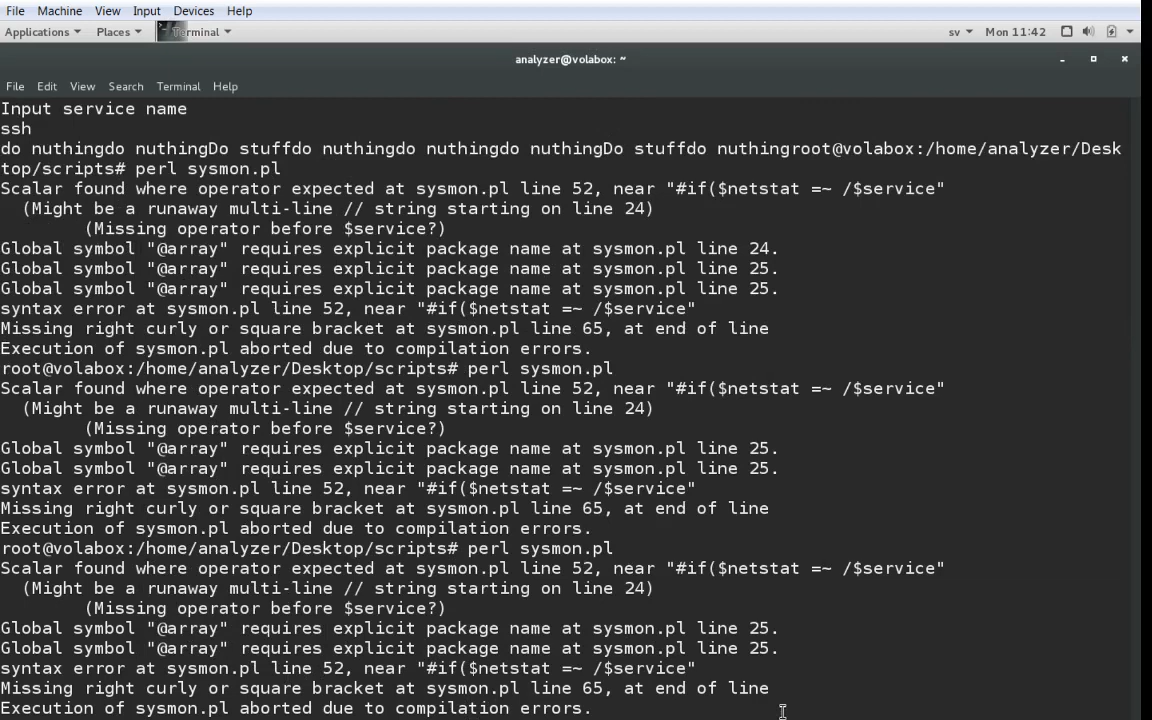 File Machine View Input Devices Help
Applications Places Terminal sv Mon 11:42
analyzer@volabox: ~
File Edit View Search Terminal Help
Input service name
ssh
do nuthingdo nuthingDo stuffdo nuthingdo nuthingdo nuthingDo stuffdo nuthingroot@volabox:/home/analyzer/Desk
top/scripts# perl sysmon.pl
Scalar found where operator expected at sysmon.pl line 52, near "#if($netstat =~ /$service"
  (Might be a runaway multi-line // string starting on line 24)
        (Missing operator before $service?)
Global symbol "@array" requires explicit package name at sysmon.pl line 24.
Global symbol "@array" requires explicit package name at sysmon.pl line 25.
Global symbol "@array" requires explicit package name at sysmon.pl line 25.
syntax error at sysmon.pl line 52, near "#if($netstat =~ /$service"
Missing right curly or square bracket at sysmon.pl line 65, at end of line
Execution of sysmon.pl aborted due to compilation errors.
root@volabox:/home/analyzer/Desktop/scripts# perl sysmon.pl
Scalar found where operator expected at sysmon.pl line 52, near "#if($netstat =~ /$service"
  (Might be a runaway multi-line // string starting on line 24)
        (Missing operator before $service?)
Global symbol "@array" requires explicit package name at sysmon.pl line 25.
Global symbol "@array" requires explicit package name at sysmon.pl line 25.
syntax error at sysmon.pl line 52, near "#if($netstat =~ /$service"
Missing right curly or square bracket at sysmon.pl line 65, at end of line
Execution of sysmon.pl aborted due to compilation errors.
root@volabox:/home/analyzer/Desktop/scripts# perl sysmon.pl
Scalar found where operator expected at sysmon.pl line 52, near "#if($netstat =~ /$service"
  (Might be a runaway multi-line // string starting on line 24)
        (Missing operator before $service?)
Global symbol "@array" requires explicit package name at sysmon.pl line 25.
Global symbol "@array" requires explicit package name at sysmon.pl line 25.
syntax error at sysmon.pl line 52, near "#if($netstat =~ /$service"
Missing right curly or square bracket at sysmon.pl line 65, at end of line
Execution of sysmon.pl aborted due to compilation errors.